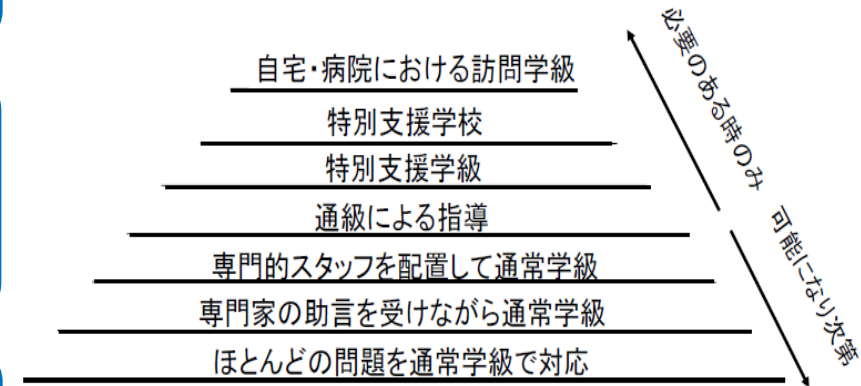 自宅・病院における訪問学級
特別支援学校
特別支援学級
通級による指導
専門的スタッフを配置して通常学級
専門家の助言を受けながら通常学級
ほとんどの問題を通常学級で対応
必要のある時のみ
可能になり次第